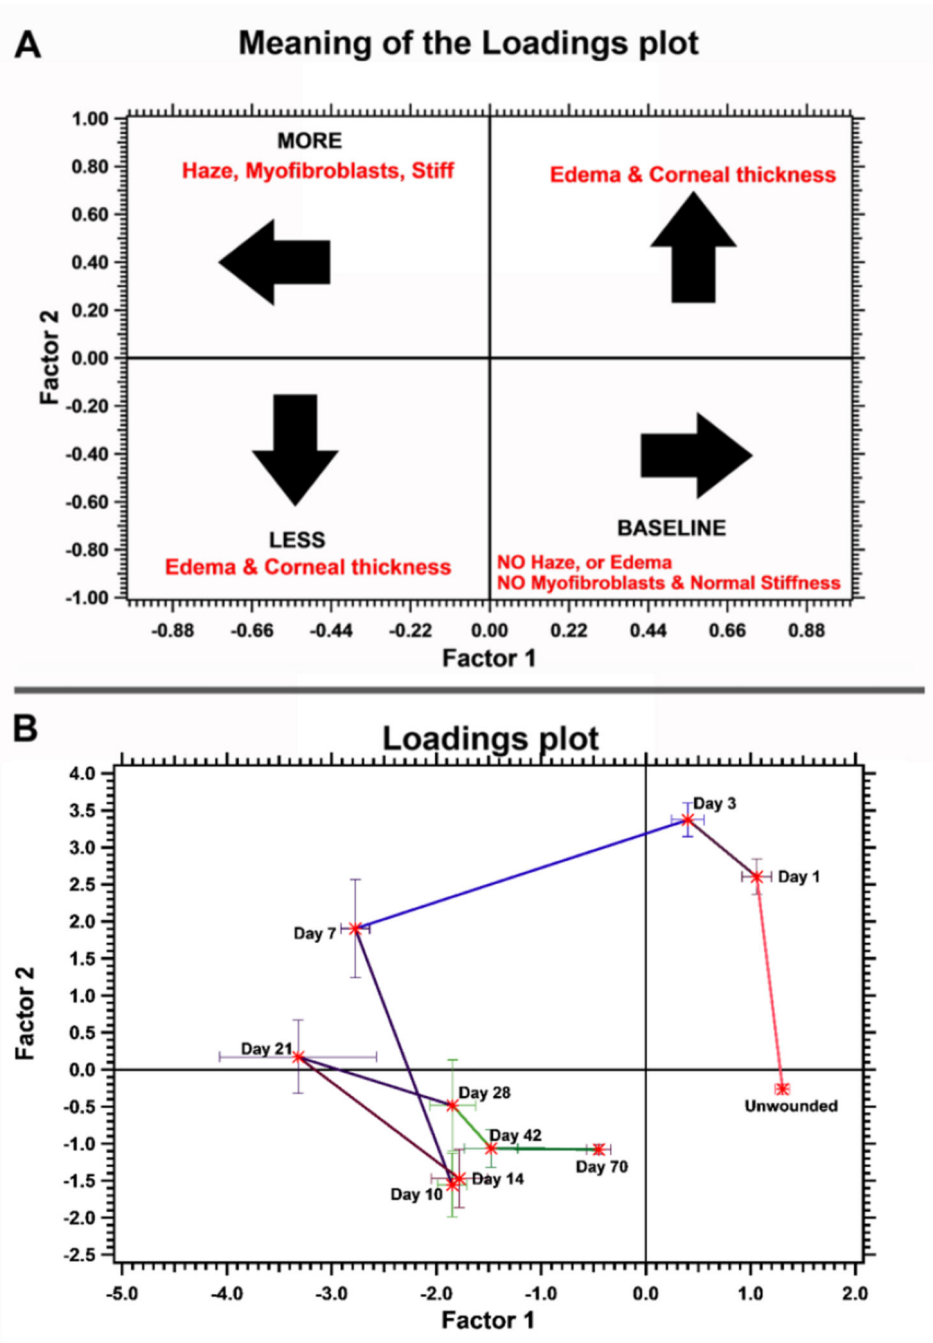 A
Meaning of the Loadings plot
MORE
Haze, Myofibroblasts, Stiff
Edema & Corneal thickness
LESS
Edema & Corneal thickness
BASELINE
NO Haze, or Edema
NO Myofibroblasts & Normal Stiffness
Factor 2
1.00
0.80
0.60
0.40
0.20
0.00
-0.20
-0.40
-0.60
-0.80
-1.00
-0.88 -0.66 -0.44 -0.22 0.00 0.22 0.44 0.66 0.88
Factor 1
B
Loadings plot
Factor 2
4.0
3.5
3.0
2.5
2.0
1.5
1.0
0.5
0.0
-0.5
-1.0
-1.5
-2.0
-2.5
Day 3
Day 1
Day 7
Day 21
Day 28
Unwounded
Day 42
Day 70
Day 14
Day 10
-5.0 -4.0 -3.0 -2.0 -1.0 0.0 1.0 2.0
Factor 1